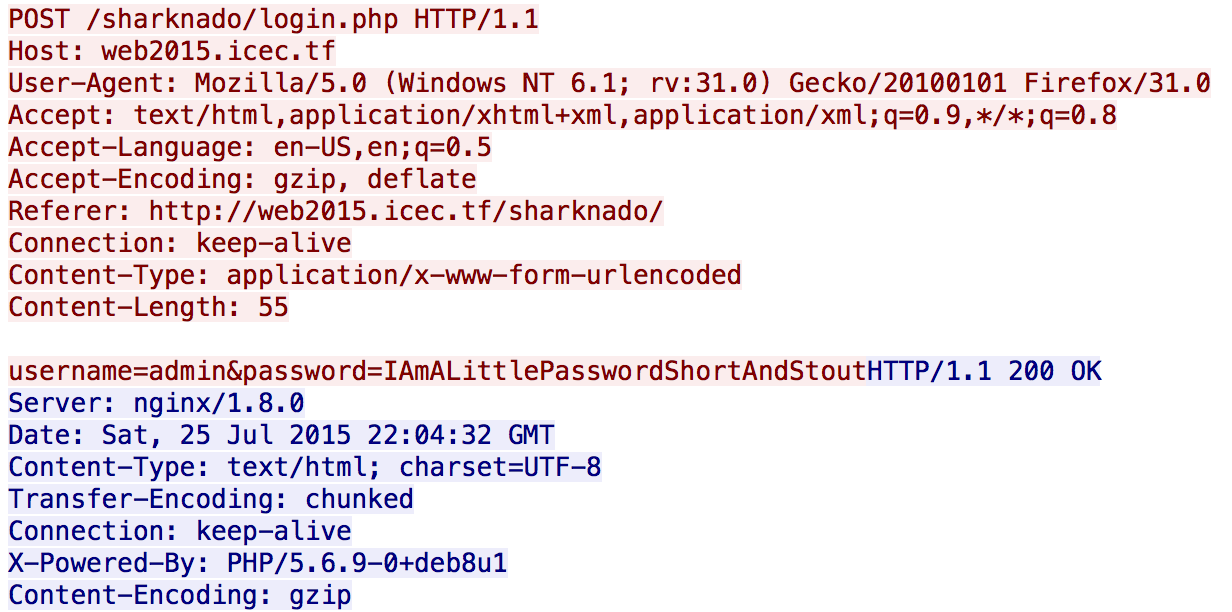 POST /sharknado/login.php HTTP/1.1
Host: web2015.icec.tf
User-Agent: Mozilla/5.0 (Windows NT 6.1; rv:31.0) Gecko/20100101 Firefox/31.0
Accept: text/html,application/xhtml+xml,application/xml;q=0.9,*/*;q=0.8
Accept-Language: en-US,en;q=0.5
Accept-Encoding: gzip, deflate
Referer: http://web2015.icec.tf/sharknado/
Connection: keep-alive
Content-Type: application/x-www-form-urlencoded
Content-Length: 55

username=admin&password=IAmALittlePasswordShortAndStoutHTTP/1.1 200 OK
Server: nginx/1.8.0
Date: Sat, 25 Jul 2015 22:04:32 GMT
Content-Type: text/html; charset=UTF-8
Transfer-Encoding: chunked
Connection: keep-alive
X-Powered-By: PHP/5.6.9-0+deb8u1
Content-Encoding: gzip